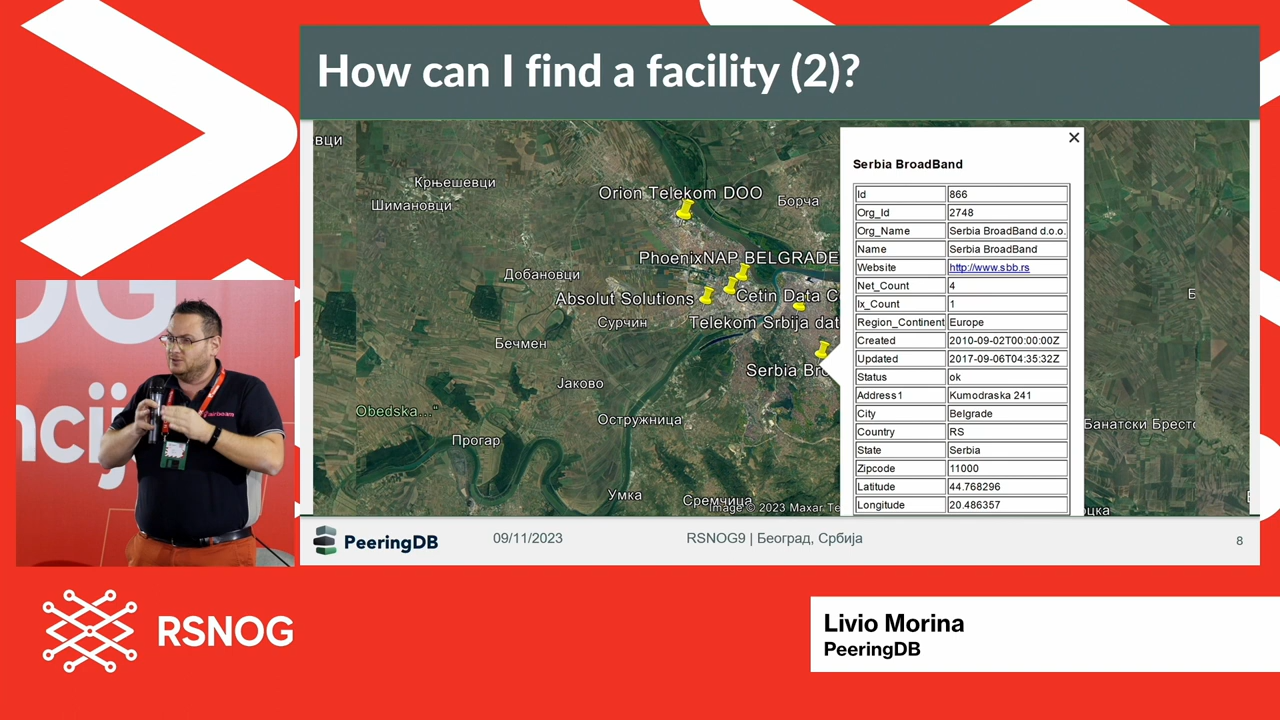 How can I find a facility (2)?
вци
Крњешевци
Шимановци
Orion Telekom DOO
Борча
PhoenixNAP BELGRADE
Добановци
Absolut Solutions
Cetin Data C
Сурчин
Telekom Srbija dat
Бечмен
Serbia Bro
Јаково
Obedska..."
Остружница
Прогар
Умка
Сремчица
Image © 2023 Maxar Te
Б
Банатски Брестс
оцка
Serbia BroadBand
Id 866
Org_Id 2748
Org_Name Serbia BroadBand d.o.o.
Name Serbia BroadBand
Website http://www.sbb.rs
Net_Count 4
Ix_Count 1
Region_Continent Europe
Created 2010-09-02T00:00:00Z
Updated 2017-09-06T04:35:32Z
Status ok
Address1 Kumodraska 241
City Belgrade
Country RS
State Serbia
Zipcode 11000
Latitude 44.768296
Longitude 20.486357
PeeringDB
09/11/2023
RSNOG9 | Београд, Србија
8
OG
ncij
RSNOG
Livio Morina
PeeringDB